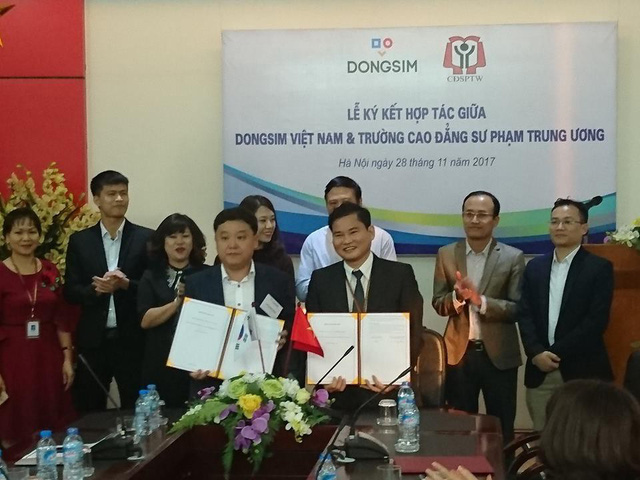 DONGSIM
CĐSPTW
LỄ KÝ KẾT HỢP TÁC GIỮA
DONGSIM VIỆT NAM & TRƯỜNG CAO ĐẲNG SƯ PHẠM TRUNG ƯƠNG
Hà Nội ngày 28 tháng 11 năm 2017